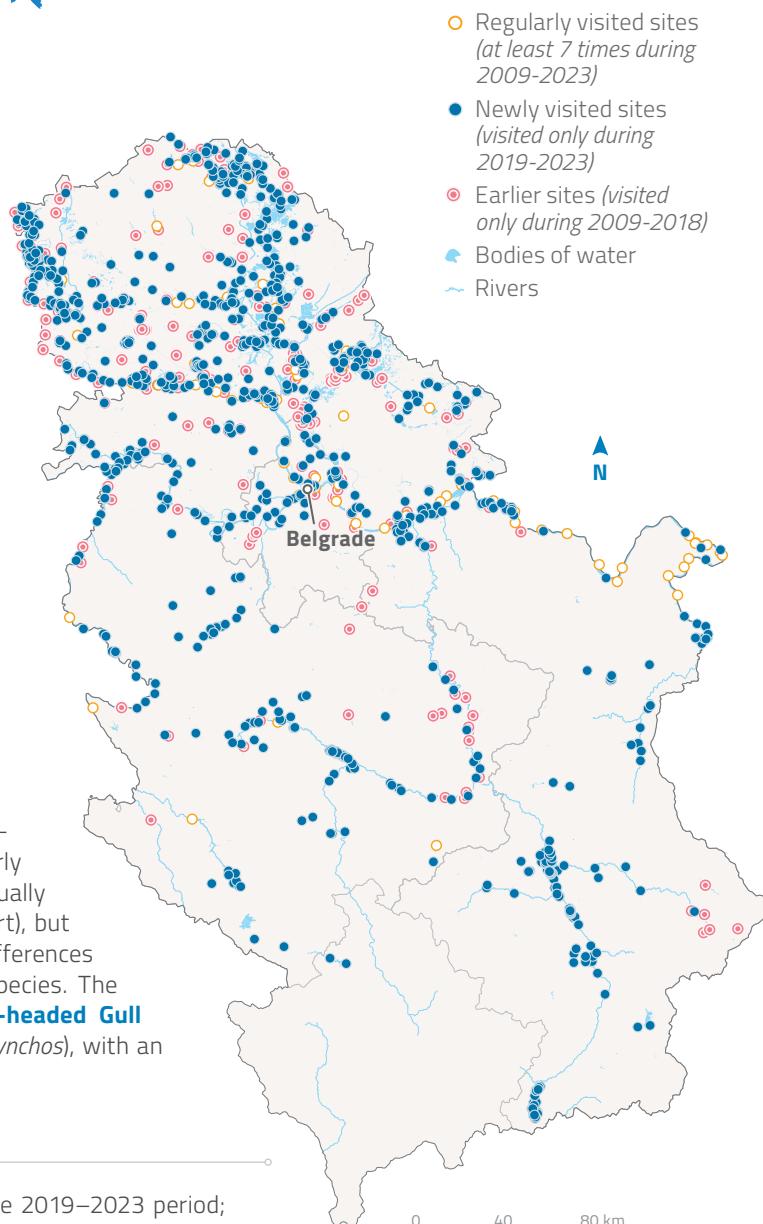 Regularly visited sites
(at least 7 times during
2009-2023)
Newly visited sites
(visited only during
2019-2023)
Earlier sites (visited
only during 2009-2018)
Bodies of water
Rivers
N
Belgrade
rly
ually
rt), but
fferences
pecies. The
-headed Gull
ynchos), with an
e 2019–2023 period;
0 40 80 km